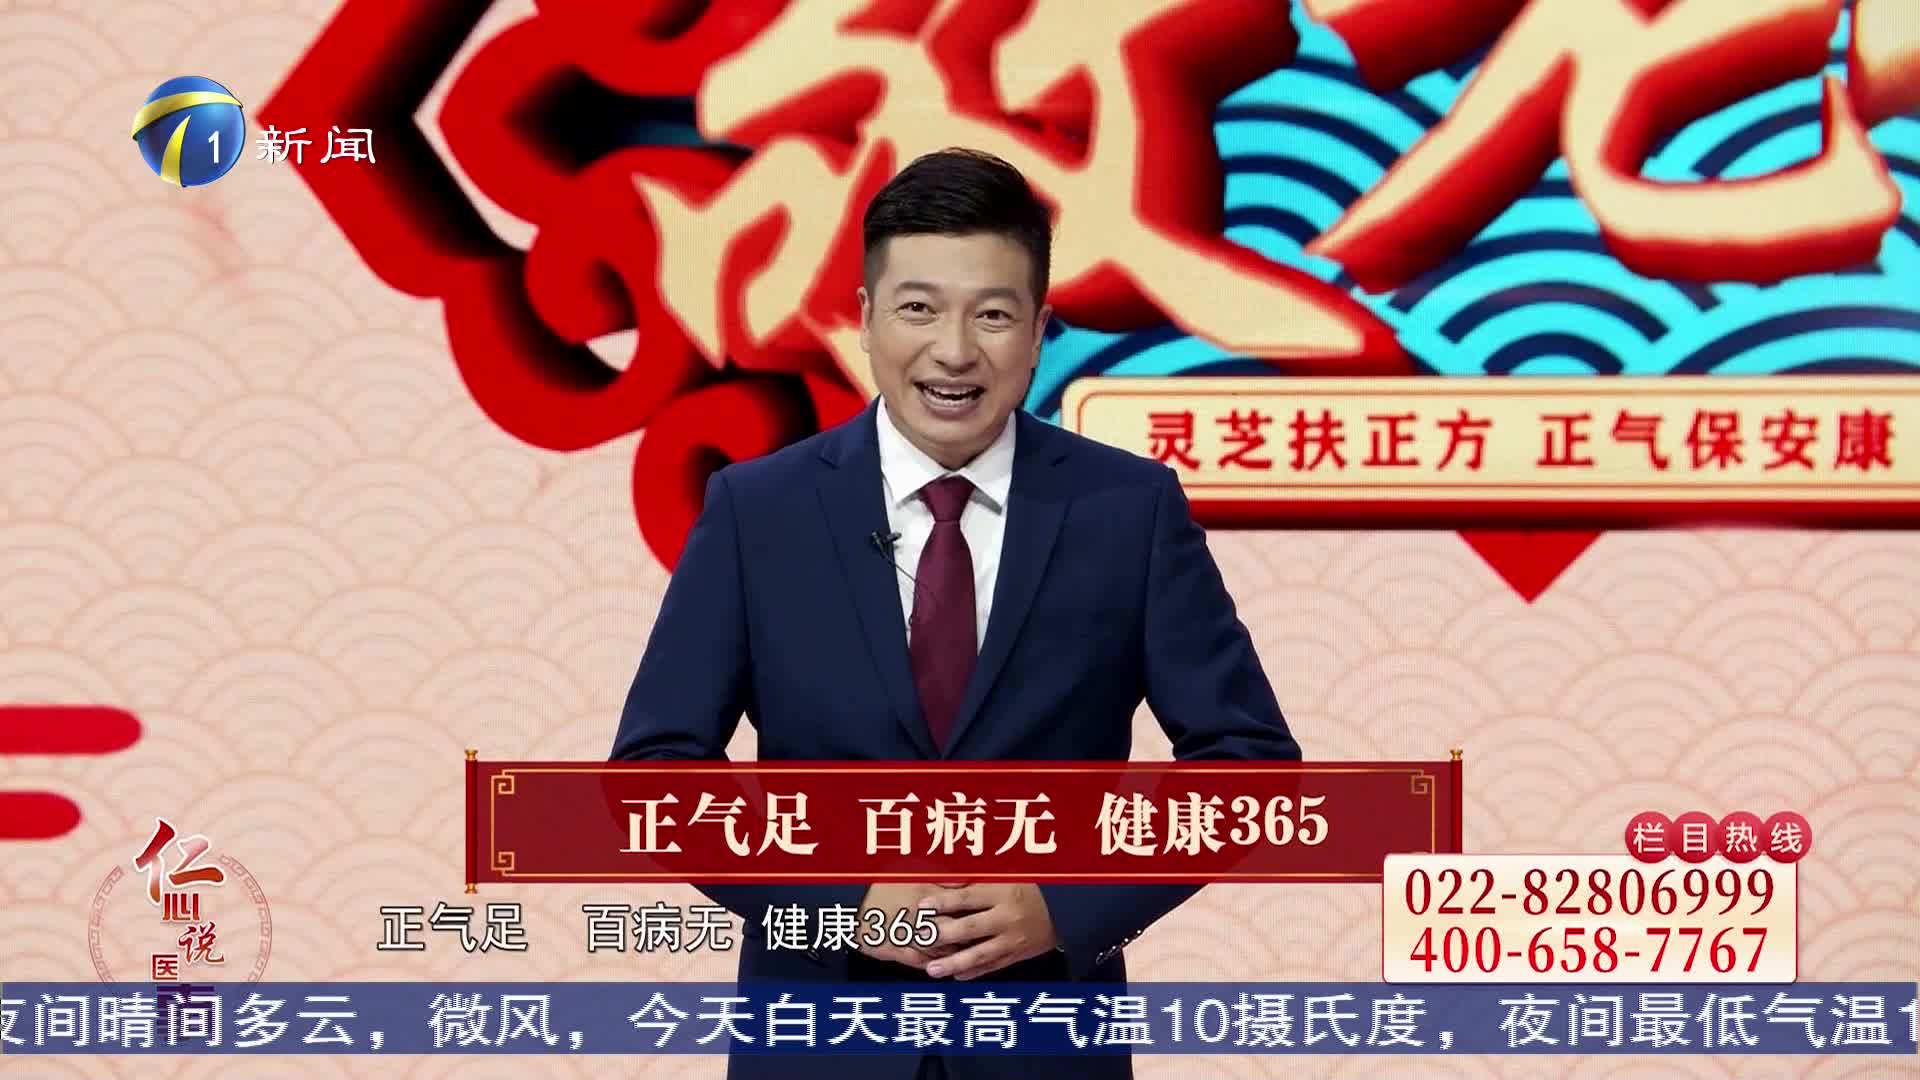 1 新闻
灵芝扶正方 正气保安康
正气足 百病无 健康365
栏目热线
022-82806999
400-658-7767
仁心说
医
正气足 百病无 健康365
夜间晴间多云，微风，今天白天最高气温10摄氏度，夜间最低气温1